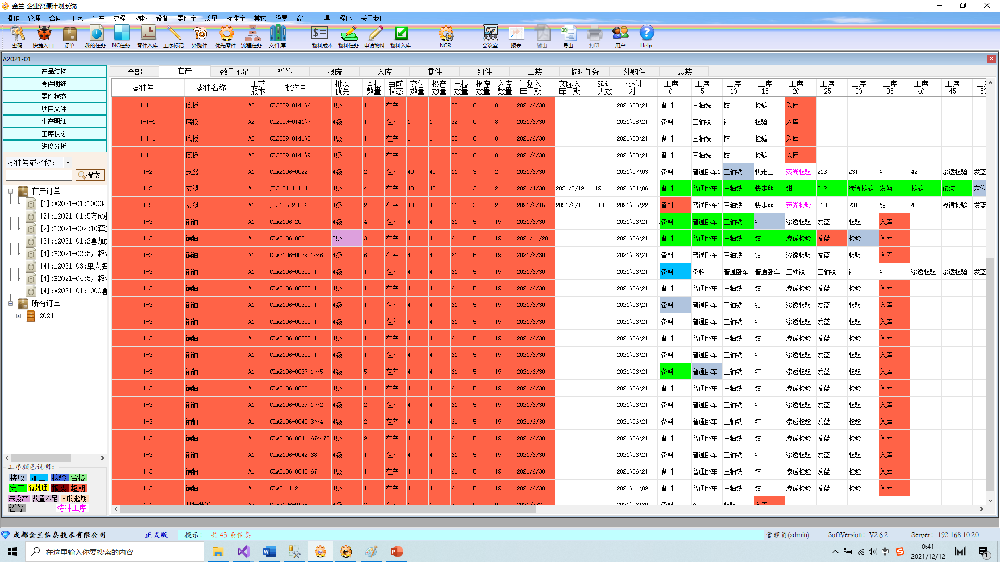 金兰 企业资源计划系统
操作 管理 合同 工艺 生产 流程 物料 设备 零件库 质量 标准库 其它 设置 窗口 工具 程序 关于我们
密码 快捷入口 订单 我的任务 NC任务 零件入库 工序标记 外购件 优先零件 流程任务 文件库 物料成本 物料任务 申请物料 物料入库 NCR 会议室 报表 输出 导出 打印 用户 Help
A2021-01
产品结构
零件明细
零件状态
项目文件
生产明细
工序状态
进度分析
零件号或名称:
搜索
在产订单
[1]:A2021-01:1000k
[2]:B2021-01:5方RO
[2]:L2021-002:10套
[2]:S2021-01:2套加
[4]:B2021-02:5方超
[4]:B2021-03:单人弹
[4]:B2021-04:5方超
[4]:X2021-01:1000套
所有订单
2021
工序颜色说明:
接收 加工 检验 合格
完工 待处理 报废 超期
未投产 数量不足 即将超期
暂停 特种工序
全部 在产 数量不足 暂停 报废 入库 零件 组件 工装 临时任务 外购件 总装
零件号 零件名称 工艺版本 批次号 批次优先 本批数量 当前状态 交付数量 投产数量 已投数量 报废数量 入库数量 计划入库日期 实际入库日期 延迟天数 下达计划 工序0 工序5 工序10 工序15 工序20 工序25 工序30 工序35 工序40 工序45 工序50
1-1-1 底板 A2 CL2009-0141\6 4级 1 在产 1 1 32 0 8 2021/6/30 2021\08\21 备料 三轴铣 钳 检验 入库
1-1-1 底板 A2 CL2009-0141\7 4级 1 在产 1 1 32 0 8 2021/6/30 2021\08\21 备料 三轴铣 钳 检验 入库
1-1-1 底板 A2 CL2009-0141\8 4级 1 在产 1 1 32 0 8 2021/6/30 2021\08\21 备料 三轴铣 钳 检验 入库
1-1-1 底板 A2 CL2009-0141\9 4级 1 在产 1 1 32 0 8 2021/6/30 2021\08\21 备料 三轴铣 钳 检验 入库
1-2 支腿 A1 CLA2106-0022 4级 2 在产 40 40 11 3 2 2021/6/30 2021\07\03 备料 普通卧车1 三轴铣 快走丝 荧光检验 213 231 钳 42 渗透检验 发蓝
1-2 支腿 A1 JL2104.1.1-4 4级 4 在产 40 40 11 3 2 2021/4/30 2021/5/19 19 2021\04\06 备料 普通卧车1 三轴铣 快走丝... 钳 212 渗透检验 发蓝 检验 试装 定位
1-2 支腿 A1 JL2105.2.5-6 4级 2 在产 40 40 11 3 2 2021/6/15 2021/6/1 -14 2021\05\22 备料 普通卧车1 三轴铣 快走丝 荧光检验 213 231 钳 42 渗透检验 发蓝
1-3 销轴 A1 CLA2106.20 4级 4 在产 4 4 61 5 19 2021/6/30 2021\06\21 备料 普通卧车 三轴铣 钳 渗透检验 发蓝 检验 入库
1-3 销轴 A1 CLA2106-0021 2级 3 在产 4 4 61 5 19 2021/11/20 2021\06\21 备料 普通卧车 三轴铣 钳 渗透检验 发蓝 检验 入库
1-3 销轴 A1 CLA2106-0029 1～6 4级 6 在产 4 4 61 5 19 2021/6/30 2021\06\21 备料 普通卧车 三轴铣 钳 渗透检验 发蓝 检验 入库
1-3 销轴 A1 CLA2106-00300 1 4级 1 在产 4 4 61 5 19 2021/6/30 2021\06\21 备料 备料 普通卧车 普通卧车 三轴铣 三轴铣 钳 钳 渗透检验 渗透检验 发蓝
1-3 销轴 A1 CLA2106-00300 1 4级 1 在产 4 4 61 5 19 2021/6/30 2021\06\21 备料 普通卧车 三轴铣 钳 渗透检验 发蓝 检验 入库
1-3 销轴 A1 CLA2106-00300 1 4级 1 在产 4 4 61 5 19 2021/6/30 2021\06\21 备料 普通卧车 三轴铣 钳 渗透检验 发蓝 检验 入库
1-3 销轴 A1 CLA2106-00300 1 4级 1 在产 4 4 61 5 19 2021/6/30 2021\06\21 备料 普通卧车 三轴铣 钳 渗透检验 发蓝 检验 入库
1-3 销轴 A1 CLA2106-00300 1 4级 1 在产 4 4 61 5 19 2021/6/30 2021\06\21 备料 普通卧车 三轴铣 钳 渗透检验 发蓝 检验 入库
1-3 销轴 A1 CLA2106-00300 1 4级 1 在产 4 4 61 5 19 2021/6/30 2021\06\21 备料 普通卧车 三轴铣 钳 渗透检验 发蓝 检验 入库
1-3 销轴 A1 CLA2106-0037 1～5 4级 5 在产 4 4 61 5 19 2021/6/30 2021\06\21 备料 普通卧车 三轴铣 钳 渗透检验 发蓝 检验 入库
1-3 销轴 A1 CLA2106-0038 1 4级 1 在产 4 4 61 5 19 2021/6/30 2021\06\21 备料 普通卧车 三轴铣 钳 渗透检验 发蓝 检验 入库
1-3 销轴 A1 CLA2106-0039 1～2 4级 2 在产 4 4 61 5 19 2021/6/30 2021\06\21 备料 普通卧车 三轴铣 钳 渗透检验 发蓝 检验 入库
1-3 销轴 A1 CLA2106-0040 3～4 4级 2 在产 4 4 61 5 19 2021/6/30 2021\06\21 备料 普通卧车 三轴铣 钳 渗透检验 发蓝 检验 入库
1-3 销轴 A1 CLA2106-0041 67～75 4级 9 在产 4 4 61 5 19 2021/6/30 2021\06\21 备料 普通卧车 三轴铣 钳 渗透检验 发蓝 检验 入库
1-3 销轴 A1 CLA2106-0042 68 4级 1 在产 4 4 61 5 19 2021/6/30 2021\06\21 备料 普通卧车 三轴铣 钳 渗透检验 发蓝 检验 入库
1-3 销轴 A1 CLA2106-0043 67 4级 1 在产 4 4 61 5 19 2021/6/30 2021\06\21 备料 普通卧车 三轴铣 钳 渗透检验 发蓝 检验 入库
1-3 销轴 A1 CLA2111.2 4级 1 在产 4 4 61 5 19 2021/6/30 2021\11\09 备料 普通卧车 三轴铣 钳 渗透检验 发蓝 检验 入库
成都金兰信息技术有限公司 正式版 提示: 共 43 条信息 管理员(admin) SoftVersion: V2.6.2 Server: 192.168.10.20
在这里输入你要搜索的内容
中
0:41
2021/12/12
1